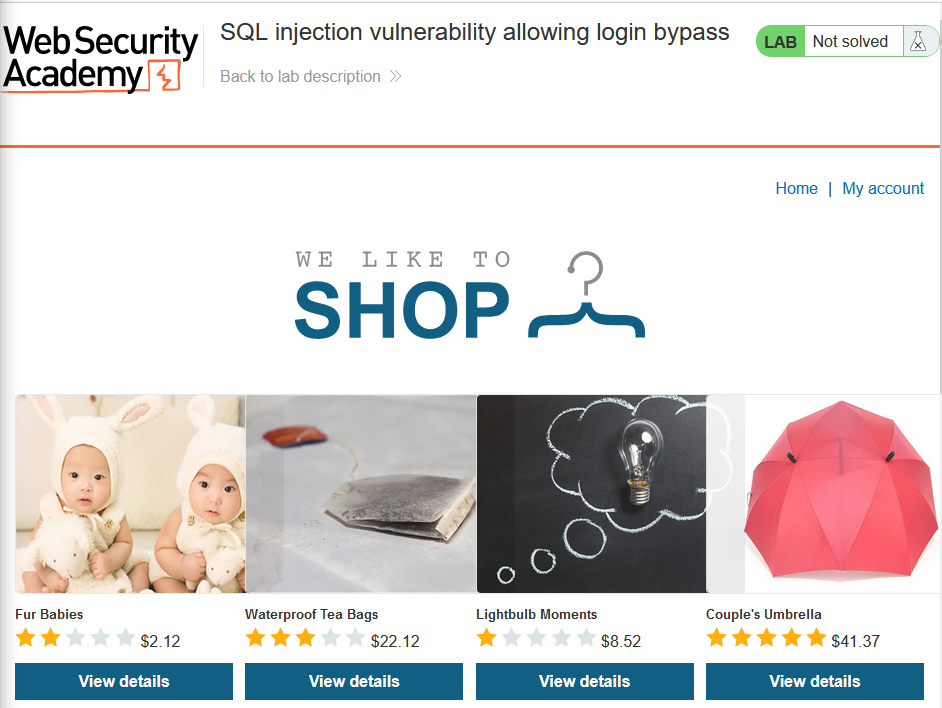 Web Security
Academy
SQL injection vulnerability allowing login bypass
Back to lab description
LAB Not solved
Home | My account
WE LIKE TO
SHOP
Fur Babies
$2.12
View details
Waterproof Tea Bags
$22.12
View details
Lightbulb Moments
$8.52
View details
Couple's Umbrella
$41.37
View details